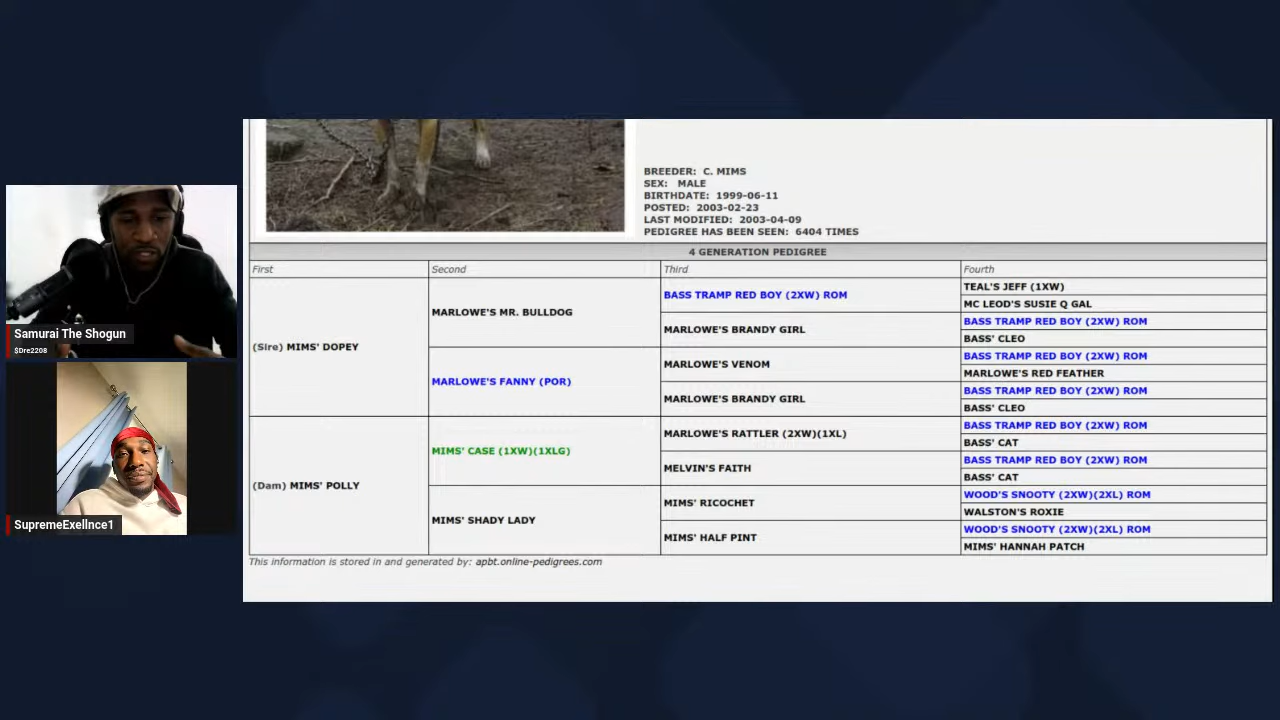 Samurai The Shogun
$Dre2208
SupremeExellnce1
BREEDER: C. MIMS
SEX: MALE
BIRTHDATE: 1999-06-11
POSTED: 2003-02-23
LAST MODIFIED: 2003-04-09
PEDIGREE HAS BEEN SEEN: 6404 TIMES
4 GENERATION PEDIGREE
First Second Third Fourth
(Sire) MIMS' DOPEY
(Dam) MIMS' POLLY
MARLOWE'S MR. BULLDOG
MARLOWE'S FANNY (POR)
MIMS' CASE (1XW)(1XLG)
MIMS' SHADY LADY
BASS TRAMP RED BOY (2XW) ROM
MARLOWE'S BRANDY GIRL
MARLOWE'S VENOM
MARLOWE'S BRANDY GIRL
MARLOWE'S RATTLER (2XW)(1XL)
MELVIN'S FAITH
MIMS' RICOCHET
MIMS' HALF PINT
TEAL'S JEFF (1XW)
MC LEOD'S SUSIE Q GAL
BASS TRAMP RED BOY (2XW) ROM
BASS' CLEO
BASS TRAMP RED BOY (2XW) ROM
MARLOWE'S RED FEATHER
BASS TRAMP RED BOY (2XW) ROM
BASS' CLEO
BASS TRAMP RED BOY (2XW) ROM
BASS' CAT
BASS TRAMP RED BOY (2XW) ROM
BASS' CAT
WOOD'S SNOOTY (2XW)(2XL) ROM
WALSTON'S ROXIE
WOOD'S SNOOTY (2XW)(2XL) ROM
MIMS' HANNAH PATCH
This information is stored in and generated by: apbt.online-pedigrees.com